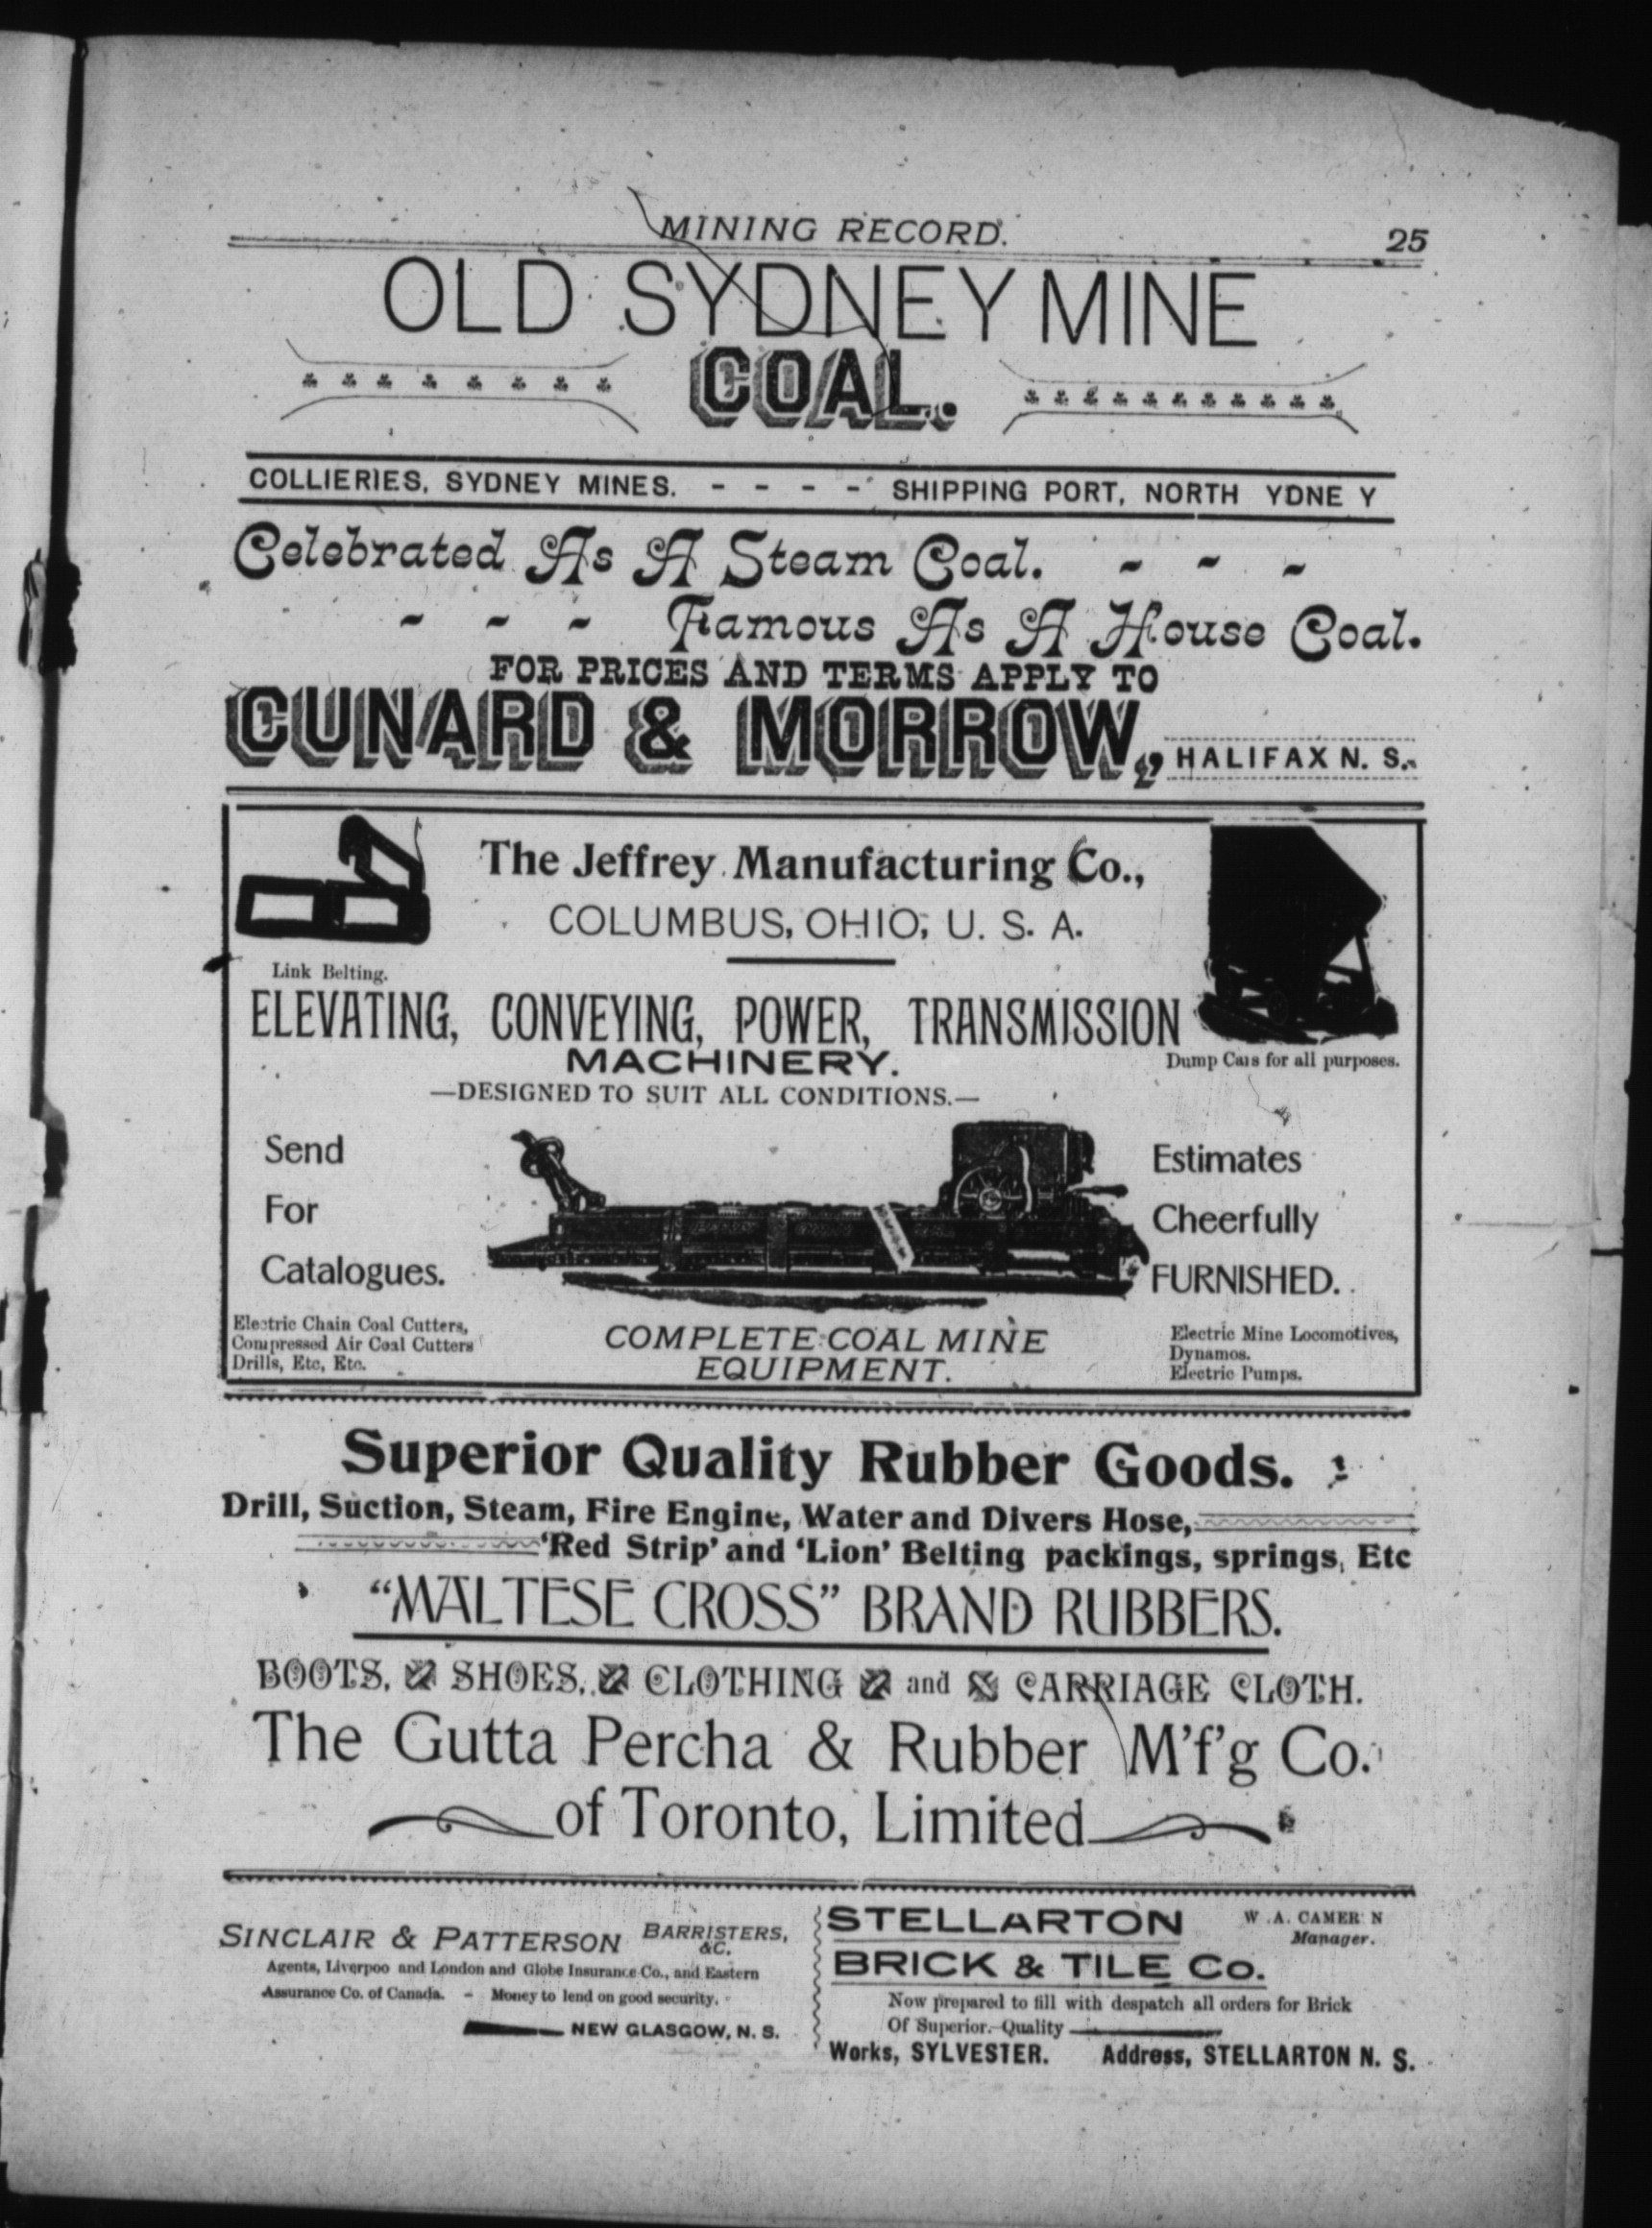 MINING RECORD. 25
OLD SYDNEY MINE
COAL.
COLLIERIES, SYDNEY MINES. - - - - SHIPPING PORT, NORTH YDNE Y
Celebrated As A Steam Coal. - - -
- - - Famous As A House Coal.
FOR PRICES AND TERMS APPLY TO
CUNARD & MORROW, HALIFAX N. S.
The Jeffrey Manufacturing Co.,
COLUMBUS, OHIO, U. S. A.
Link Belting.
ELEVATING, CONVEYING, POWER, TRANSMISSION
MACHINERY.
Dump Cars for all purposes.
—DESIGNED TO SUIT ALL CONDITIONS.—
Send
For
Catalogues.
Estimates
Cheerfully
FURNISHED.
Electric Chain Coal Cutters,
Compressed Air Coal Cutters
Drills, Etc, Etc.
COMPLETE COAL MINE
EQUIPMENT.
Electric Mine Locomotives,
Dynamos.
Electric Pumps.
Superior Quality Rubber Goods.
Drill, Suction, Steam, Fire Engine, Water and Divers Hose,
'Red Strip' and 'Lion' Belting packings, springs, Etc
"MALTESE CROSS" BRAND RUBBERS.
BOOTS, SHOES, CLOTHING and CARRIAGE CLOTH.
The Gutta Percha & Rubber M'f'g Co.
of Toronto, Limited
SINCLAIR & PATTERSON BARRISTERS,
&C.
Agents, Liverpoo and London and Globe Insurance Co., and Eastern
Assurance Co. of Canada. - Money to lend on good security.
NEW GLASGOW, N. S.
STELLARTON W. A. CAMER N
Manager.
BRICK & TILE Co.
Now prepared to fill with despatch all orders for Brick
Of Superior Quality
Works, SYLVESTER. Address, STELLARTON N. S.